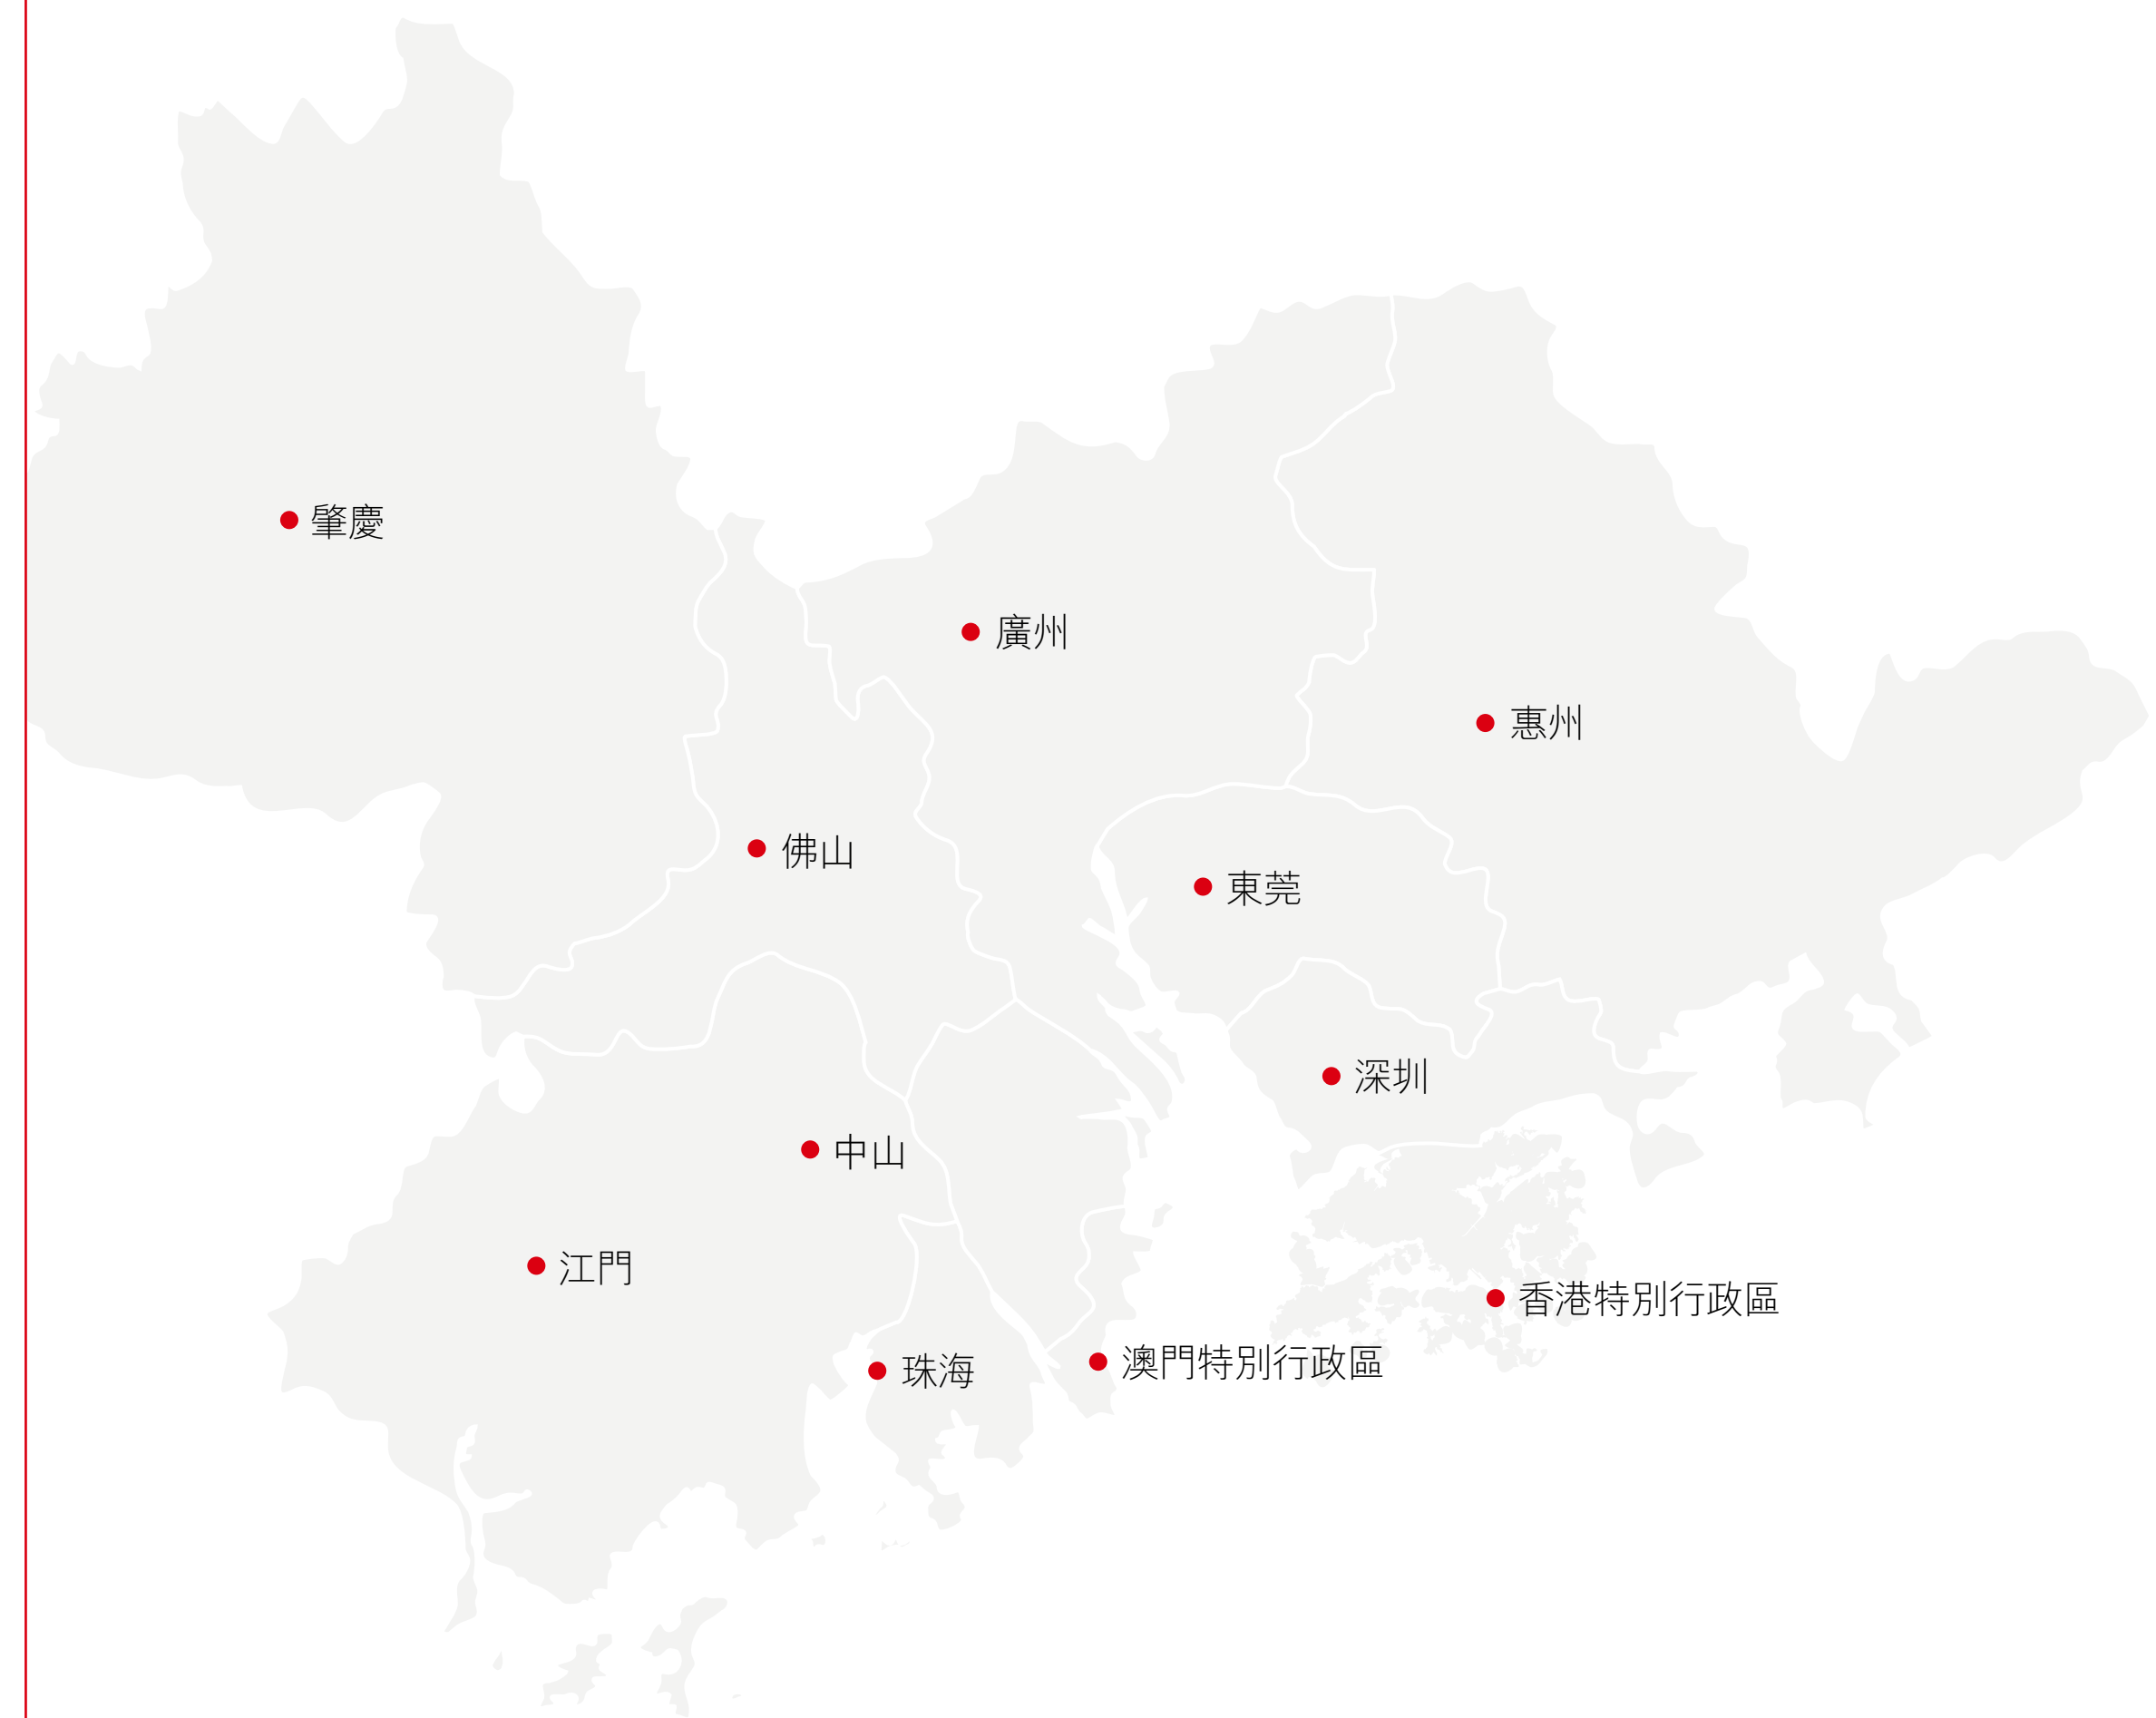 肇慶
廣州
惠州
佛山
東莞
深圳
中山
江門
香港特別行政區
澳門特別行政區
珠海